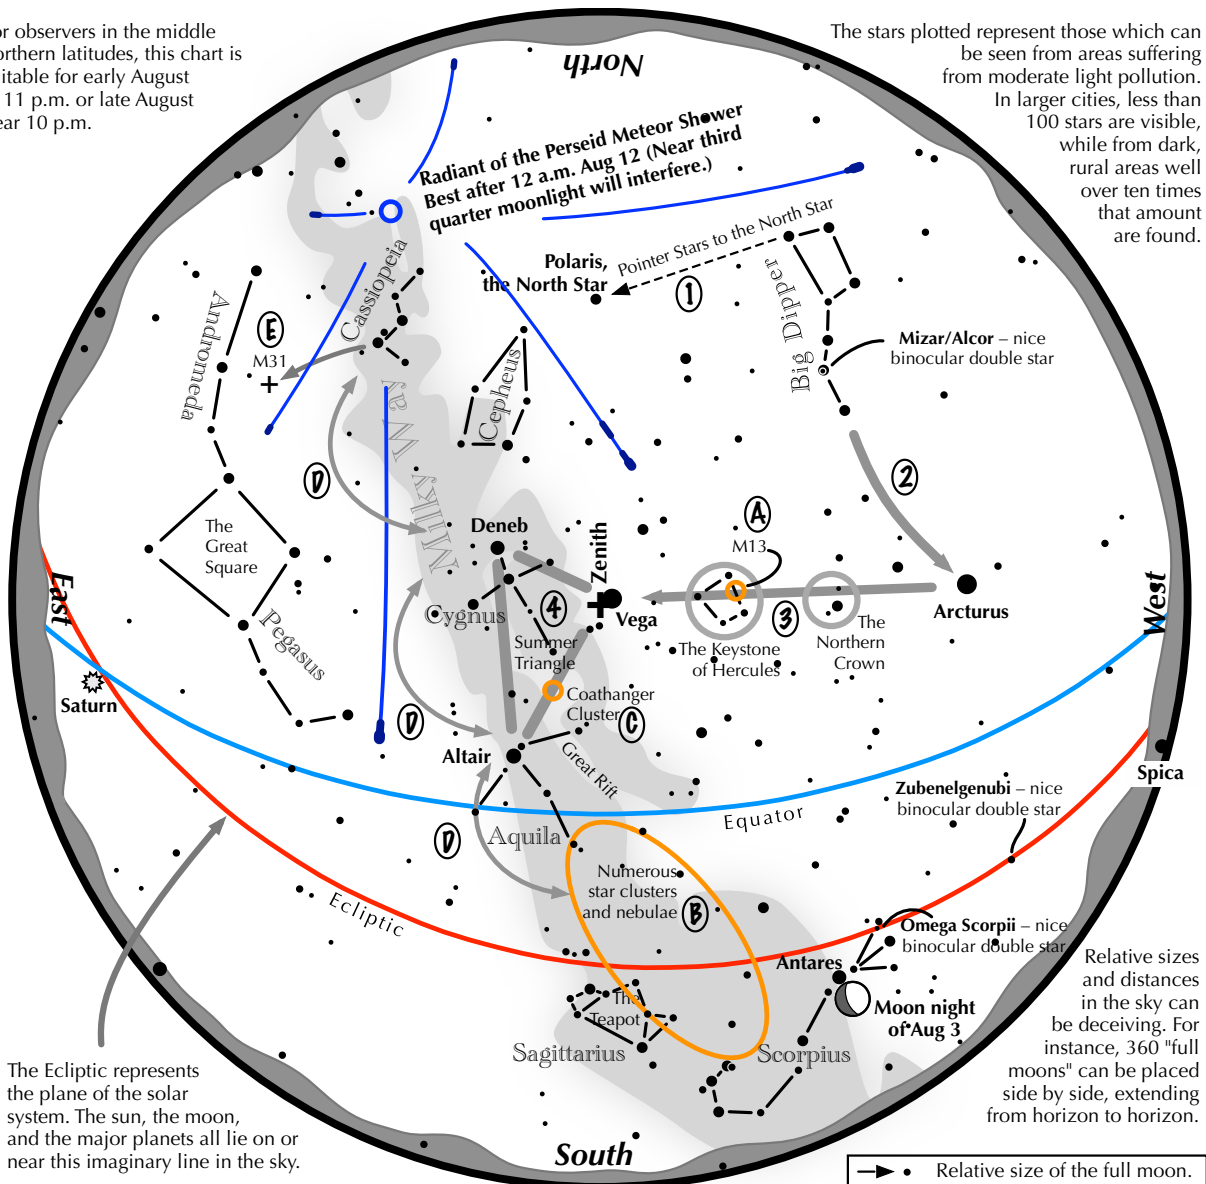 or observers in the middle
orthern latitudes, this chart is
itable for early August
11 p.m. or late August
ear 10 p.m.
The stars plotted represent those which can
be seen from areas suffering
from moderate light pollution.
In larger cities, less than
100 stars are visible,
while from dark,
rural areas well
over ten times
that amount
are found.
North
Radiant of the Perseid Meteor Shower
Best after 12 a.m. Aug 12 (Near third
quarter moonlight will interfere.)
Pointer Stars to the North Star
Polaris,
the North Star
1
Big Dipper
Mizar/Alcor – nice
binocular double star
Cassiopeia
Andromeda
E
M31
Cepheus
Milky Way
D
2
A
M13
Deneb
Zenith
The
Great
Square
East
West
Cygnus
4
Vega
3
Arcturus
The
Northern
Crown
The Keystone
of Hercules
Summer
Triangle
Pegasus
Saturn
Coathanger
Cluster
C
D
Altair
Great Rift
Spica
Zubenelgenubi – nice
binocular double star
Equator
Aquila
D
Numerous
star clusters
and nebulae
B
Ecliptic
Omega Scorpii – nice
binocular double star
Antares
Moon night
of Aug 3
The
Teapot
Sagittarius
Scorpius
Relative sizes
and distances
in the sky can
be deceiving. For
instance, 360 "full
moons" can be placed
side by side, extending
from horizon to horizon.
The Ecliptic represents
the plane of the solar
system. The sun, the moon,
and the major planets all lie on or
near this imaginary line in the sky.
South
Relative size of the full moon.